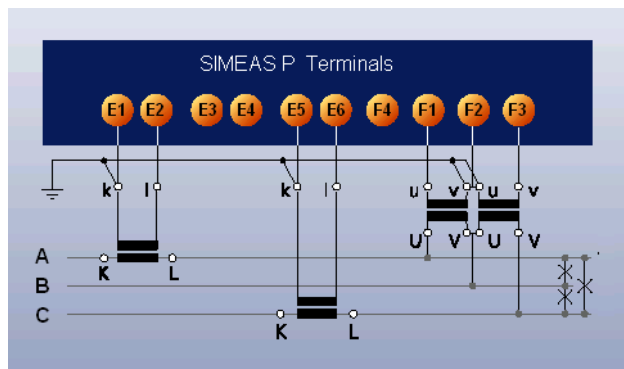 SIMEAS P Terminals
E1 E2 E3 E4 E5 E6 F4 F1 F2 F3
k l k l u v u v
U V U V
A
K L
B
C
K L